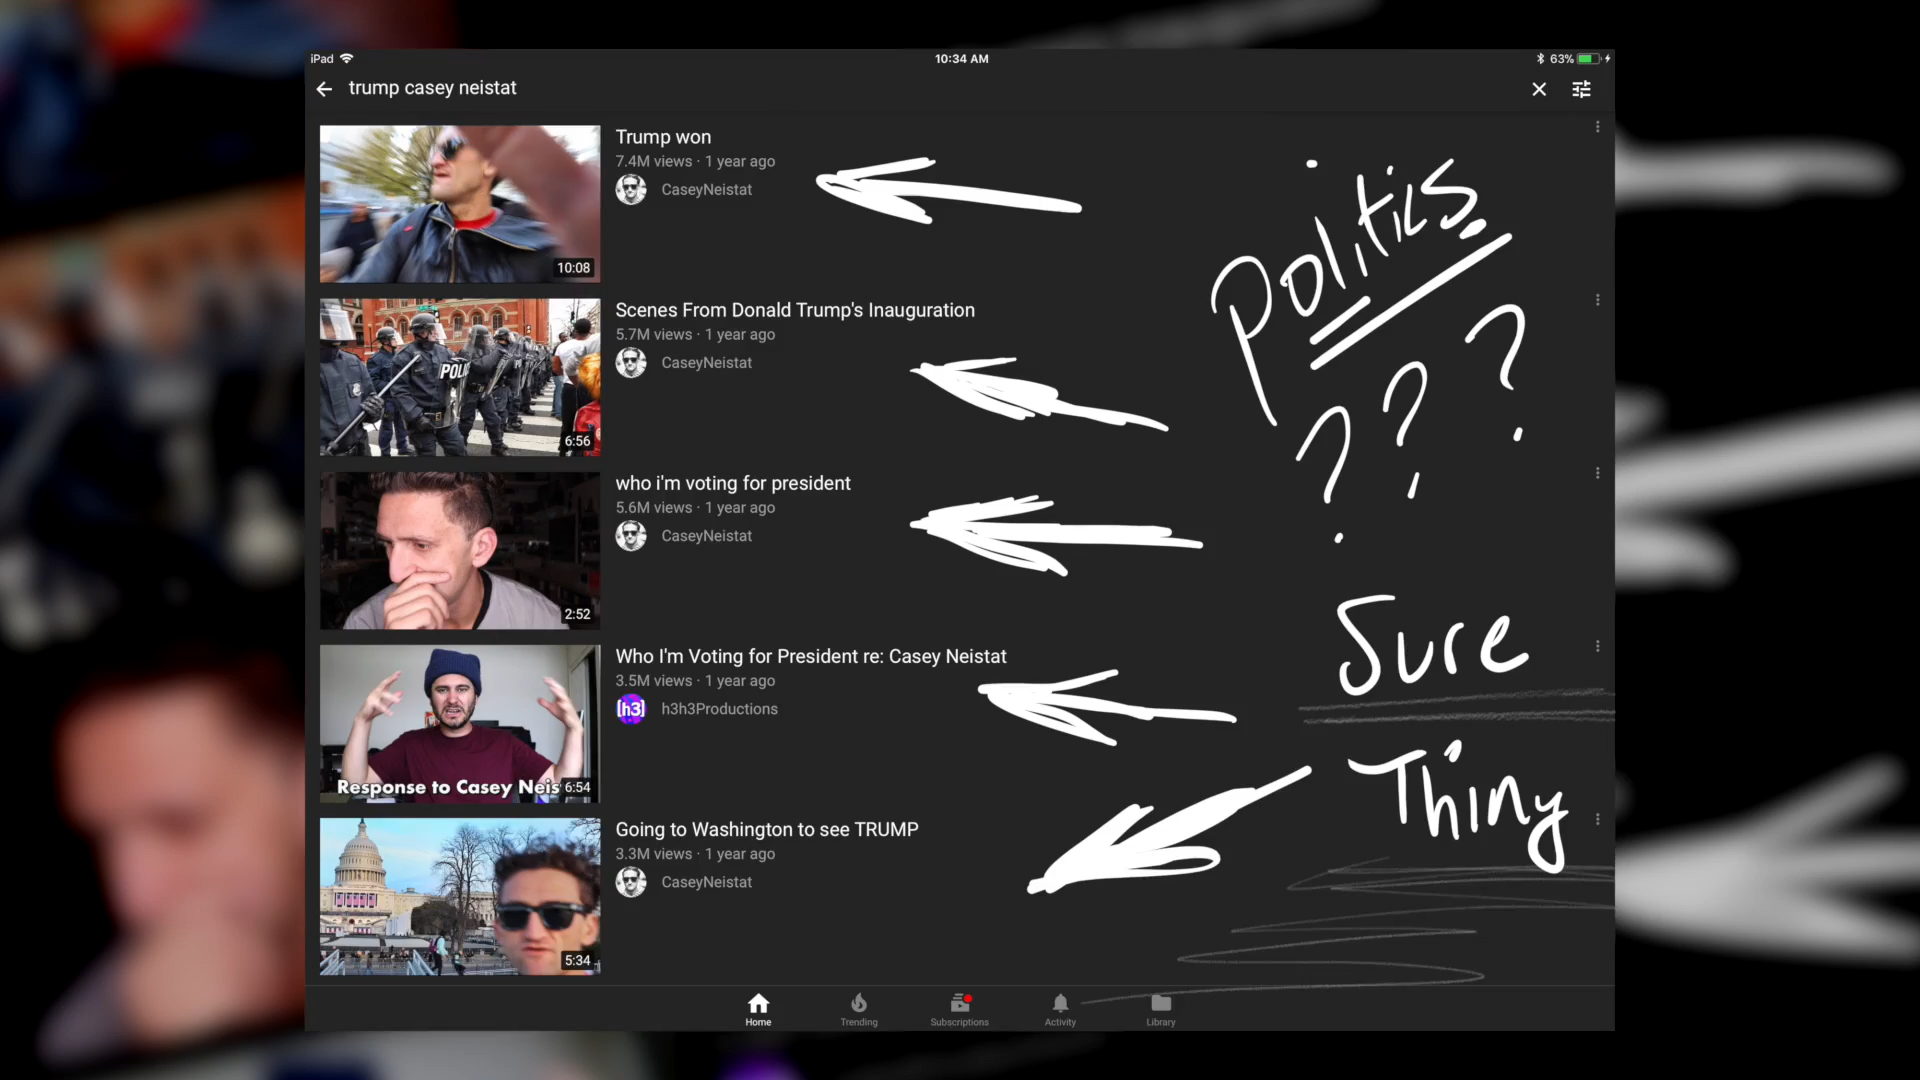 iPad 10:34 AM 63%
trump casey neistat
Trump won
7.4M views · 1 year ago
CaseyNeistat
10:08
Politics.
Scenes From Donald Trump's Inauguration
5.7M views · 1 year ago
CaseyNeistat
POLIC
6:56
? ? ?
who i'm voting for president
5.6M views · 1 year ago
CaseyNeistat
2:52
Sure
Thing
Who I'm Voting for President re: Casey Neistat
3.5M views · 1 year ago
[h3] h3h3Productions
Response to Casey Neis 6:54
Going to Washington to see TRUMP
3.3M views · 1 year ago
CaseyNeistat
5:34
Home Trending Subscriptions Activity Library